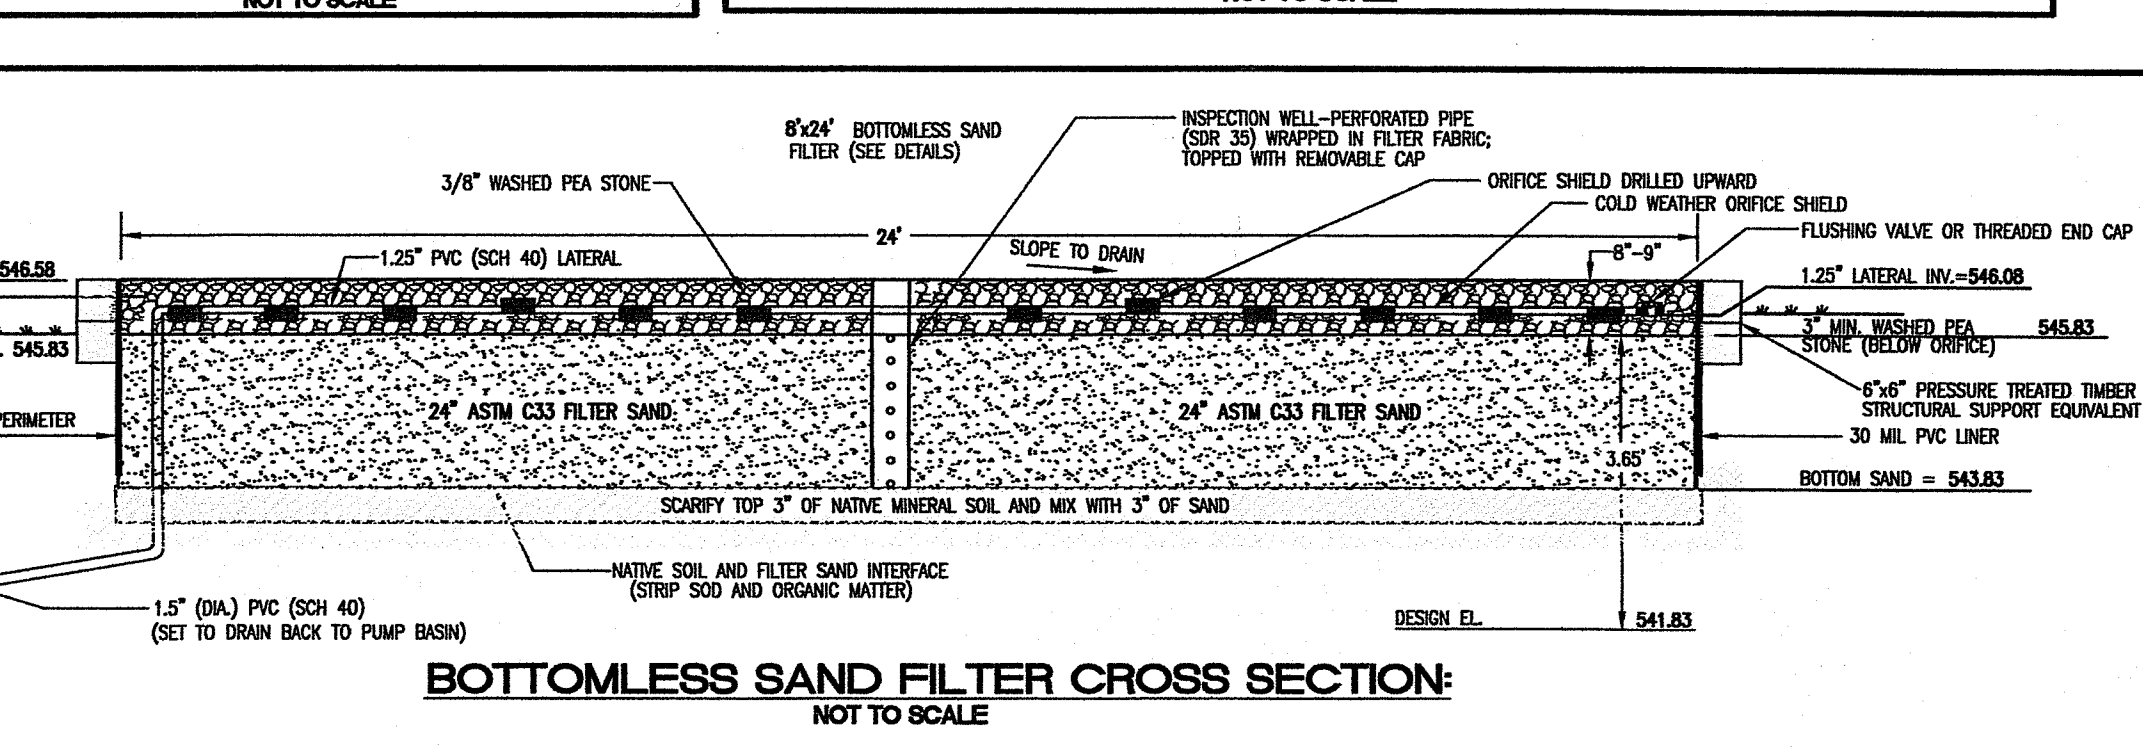 NOT TO SCALE
NOT TO SCALE
8'x24' BOTTOMLESS SAND
FILTER (SEE DETAILS)
INSPECTION WELL-PERFORATED PIPE
(SDR 35) WRAPPED IN FILTER FABRIC;
TOPPED WITH REMOVABLE CAP
3/8" WASHED PEA STONE
ORIFICE SHIELD DRILLED UPWARD
COLD WEATHER ORIFICE SHIELD
FLUSHING VALVE OR THREADED END CAP
24'
SLOPE TO DRAIN
8"-9"
1.25" PVC (SCH 40) LATERAL
546.58
1.25" LATERAL INV.=546.08
3" MIN. WASHED PEA
STONE (BELOW ORIFICE)
545.83
. 545.83
6"x6" PRESSURE TREATED TIMBER
STRUCTURAL SUPPORT EQUIVALENT
24" ASTM C33 FILTER SAND
24" ASTM C33 FILTER SAND
PERIMETER
30 MIL PVC LINER
3.65'
BOTTOM SAND = 543.83
SCARIFY TOP 3" OF NATIVE MINERAL SOIL AND MIX WITH 3" OF SAND
NATIVE SOIL AND FILTER SAND INTERFACE
(STRIP SOD AND ORGANIC MATTER)
1.5" (DIA.) PVC (SCH 40)
(SET TO DRAIN BACK TO PUMP BASIN)
DESIGN EL. 541.83
BOTTOMLESS SAND FILTER CROSS SECTION:
NOT TO SCALE